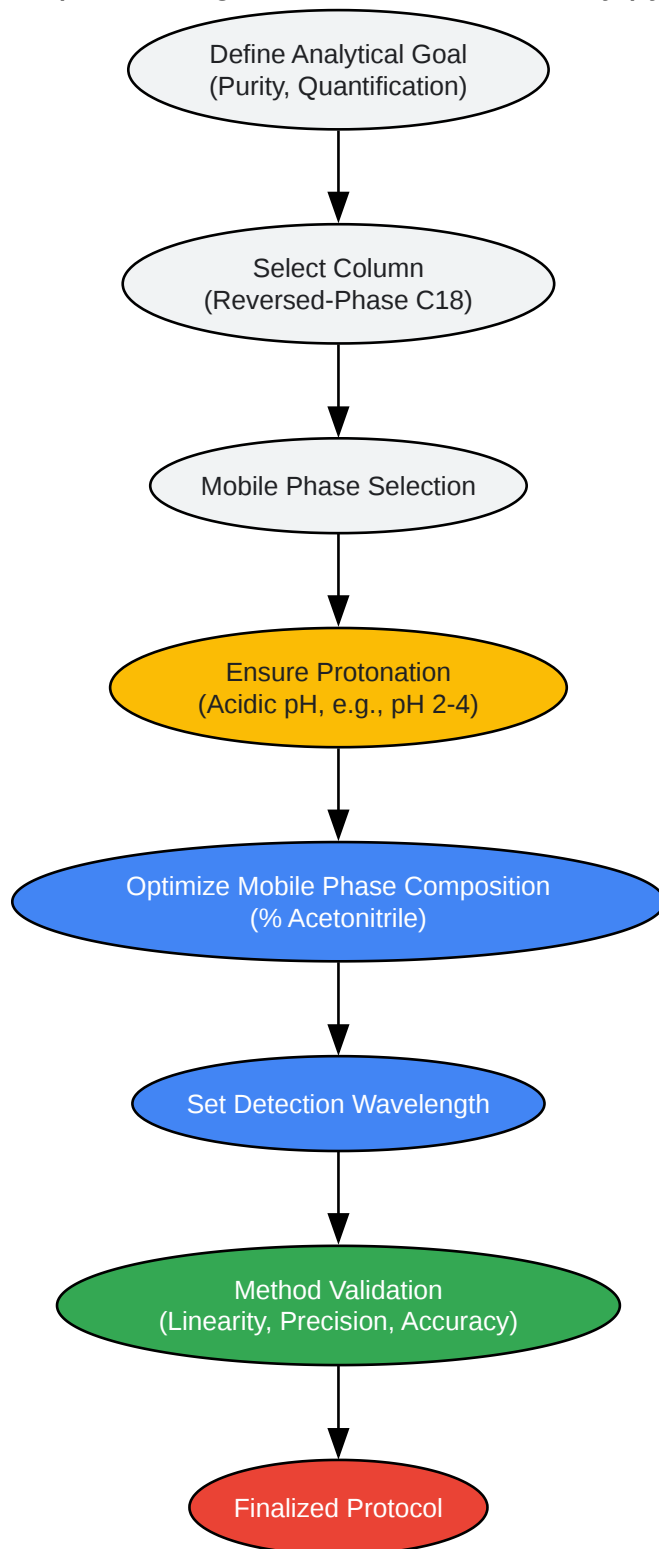 Define Analytical Goal
(Purity, Quantification)
Select Column
(Reversed-Phase C18)
Mobile Phase Selection
Ensure Protonation
(Acidic pH, e.g., pH 2-4)
Optimize Mobile Phase Composition
(% Acetonitrile)
Set Detection Wavelength
Method Validation
(Linearity, Precision, Accuracy)
Finalized Protocol